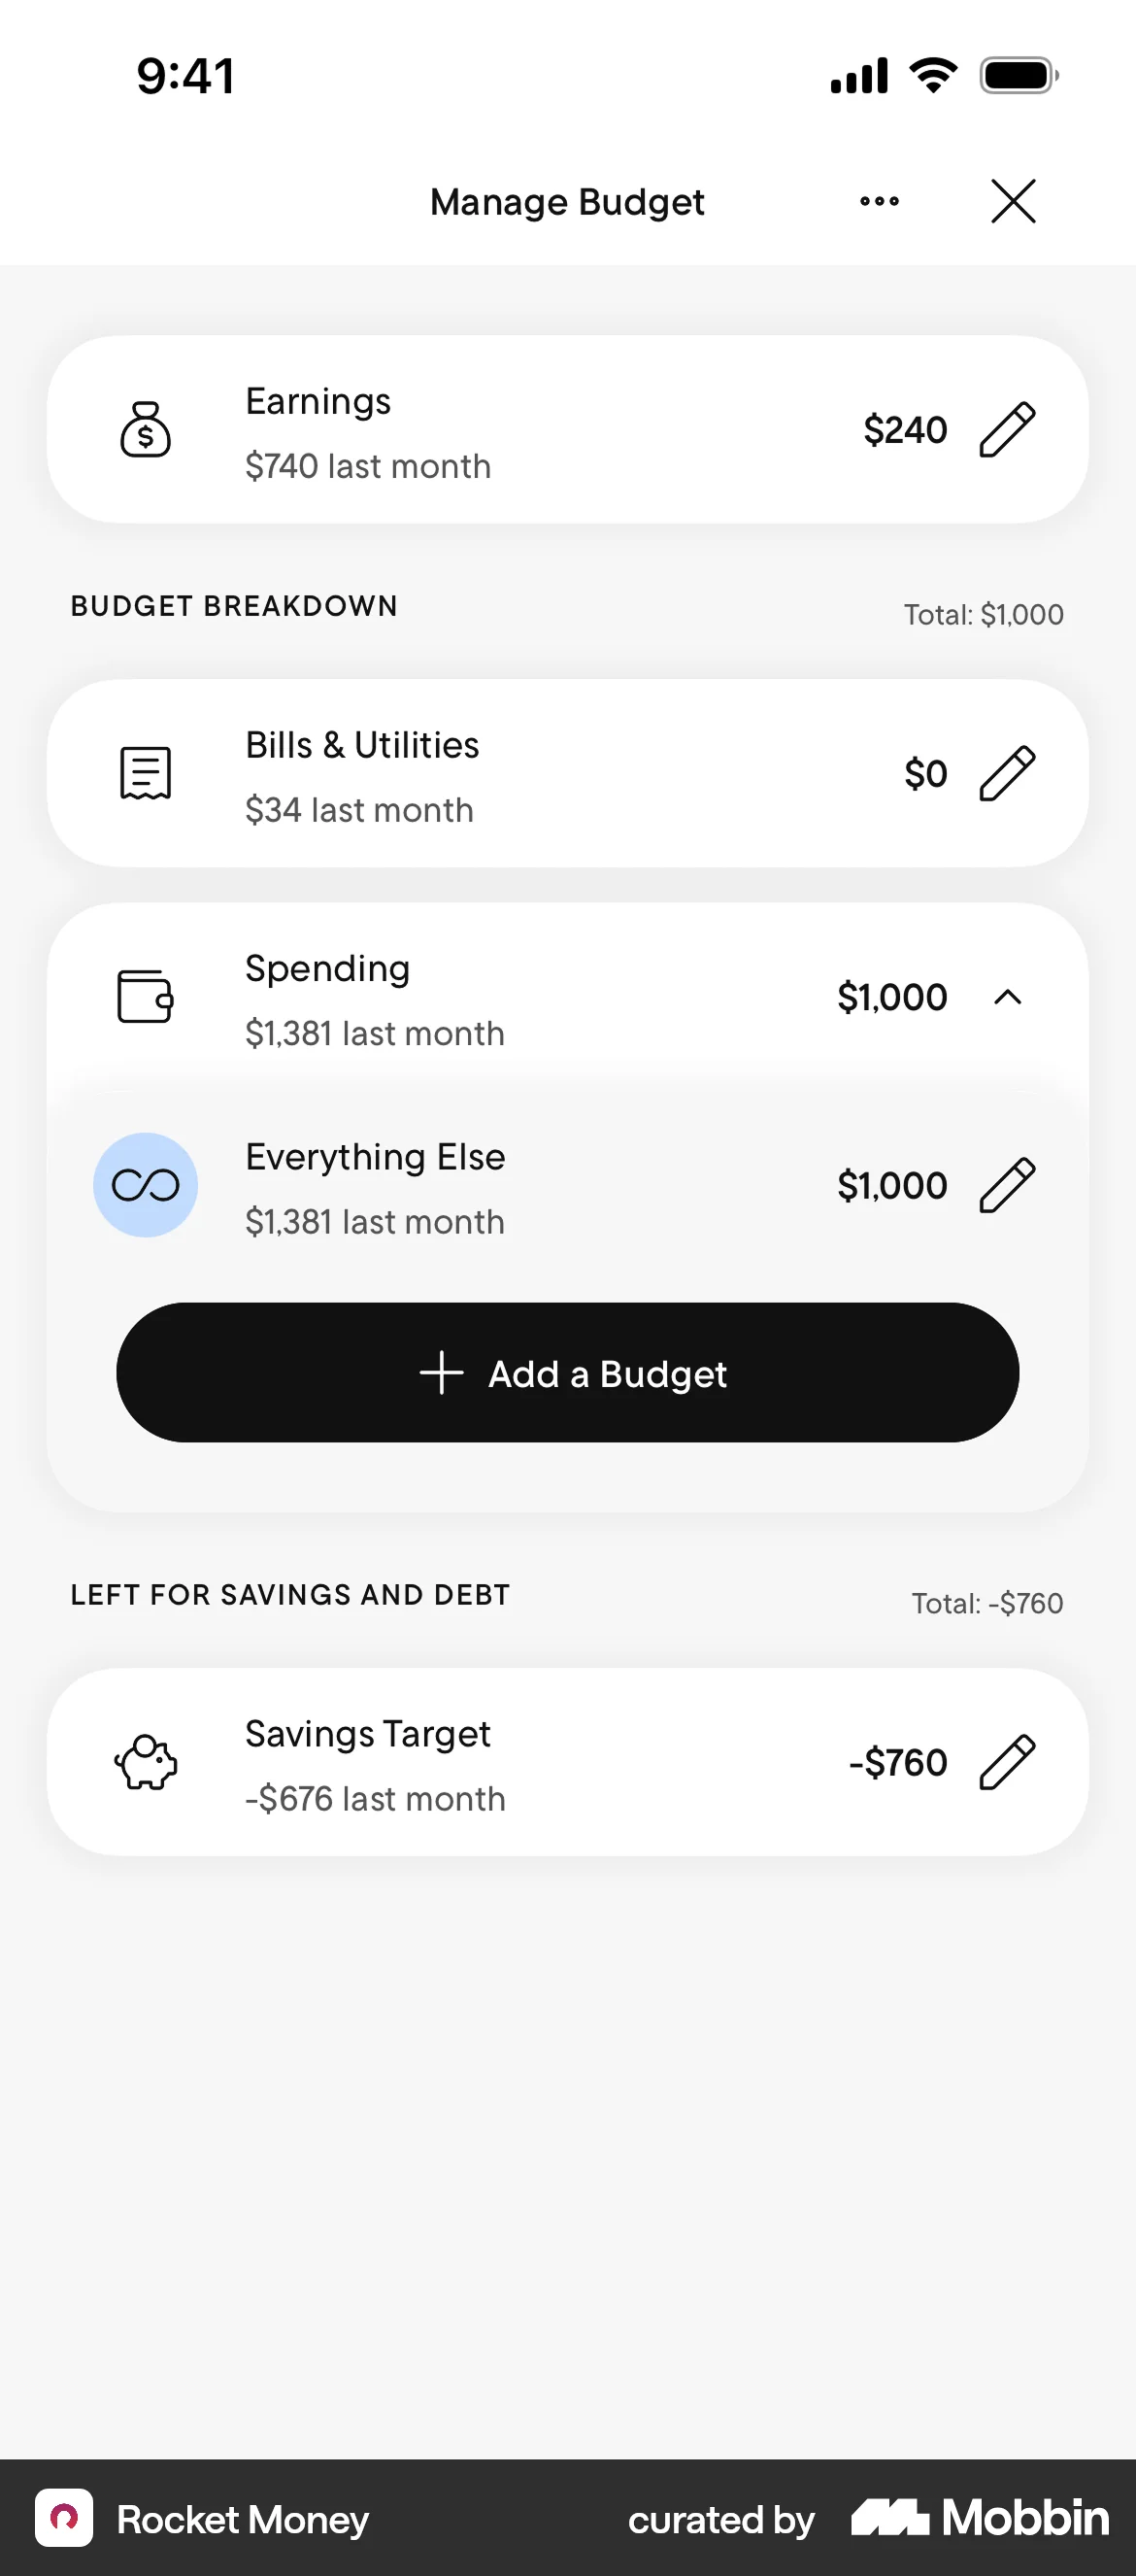 9:41
Manage Budget
Earnings
$740 last month
$240
BUDGET BREAKDOWN
Total: $1,000
Bills & Utilities
$34 last month
$0
Spending
$1,381 last month
$1,000
Everything Else
$1,381 last month
$1,000
Add a Budget
LEFT FOR SAVINGS AND DEBT
Total: -$760
Savings Target
-$676 last month
-$760
Rocket Money
curated by
Mobbin